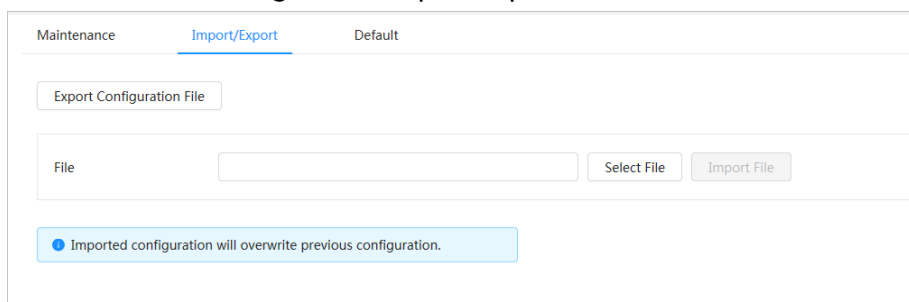 Maintenance Import/Export Default
Export Configuration File
File Select File Import File
Imported configuration will overwrite previous configuration.